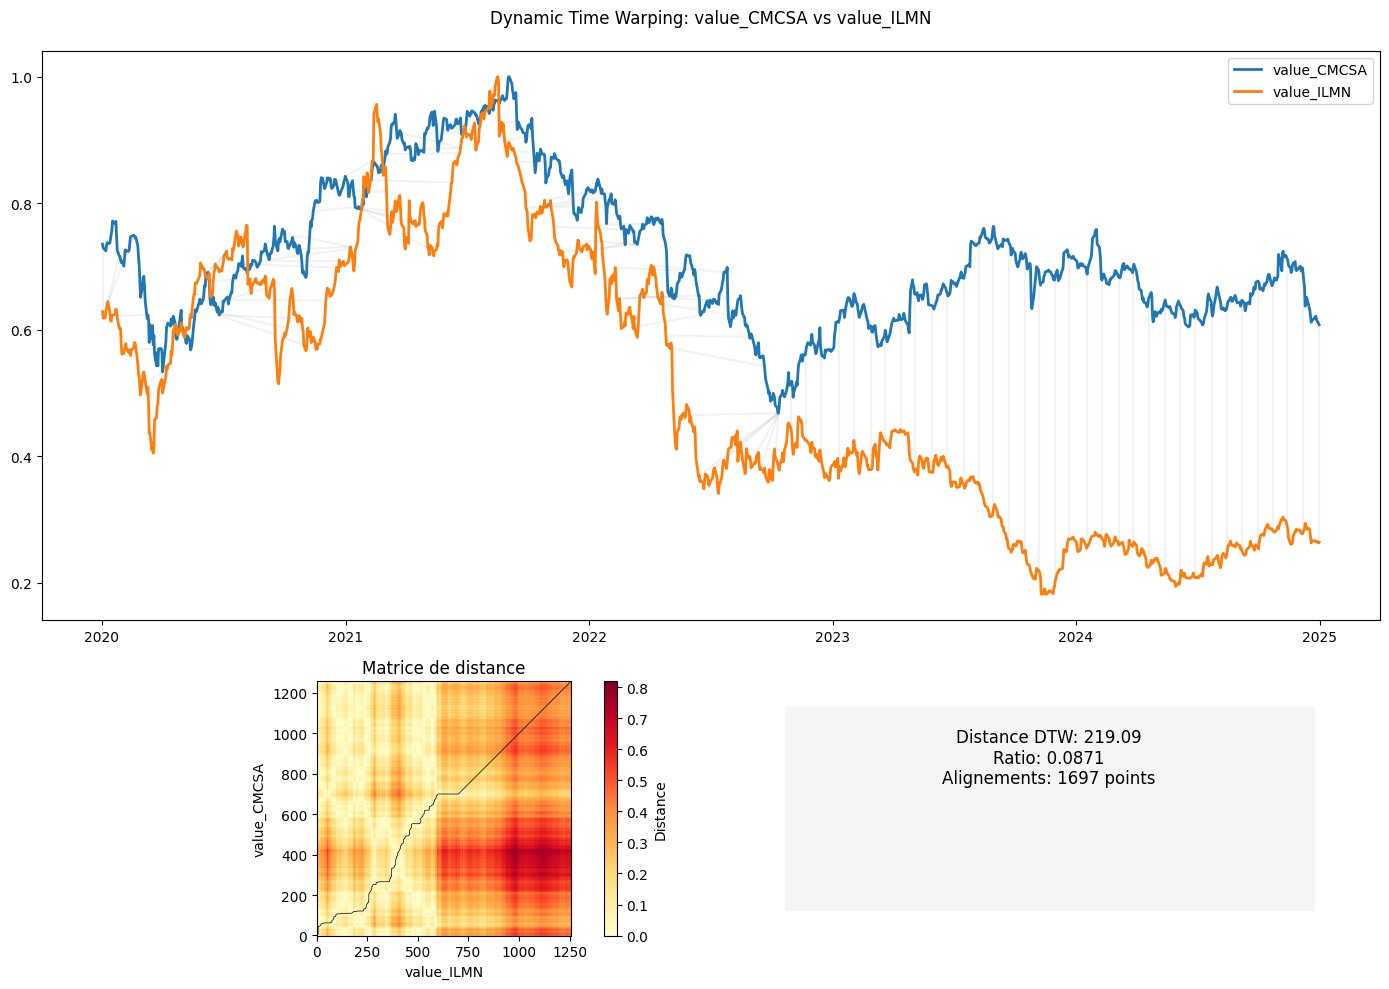 Dynamic Time Warping: value_CMCSA vs value_ILMN
value_CMCSA
value_ILMN
1.0
0.8
0.6
0.4
0.2
2020 2021 2022 2023 2024 2025
Matrice de distance
value_CMCSA
1200
1000
800
600
400
200
0
0 250 500 750 1000 1250
value_ILMN
0.8
0.7
0.6
0.5
0.4
0.3
0.2
0.1
0.0
Distance
Distance DTW: 219.09
Ratio: 0.0871
Alignements: 1697 points